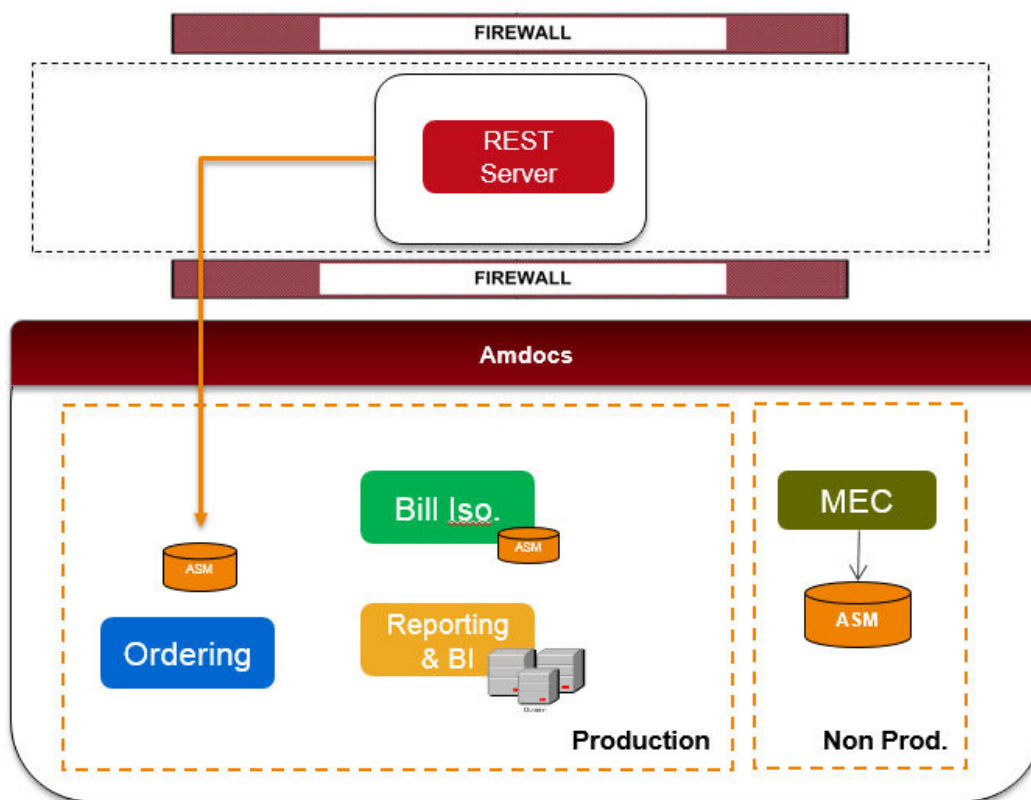 FIREWALL
REST
Server
FIREWALL
Amdocs
Bill Iso.
ASM
MEC
ASM
ASM
Ordering
Reporting
& BI
Production
Non Prod.